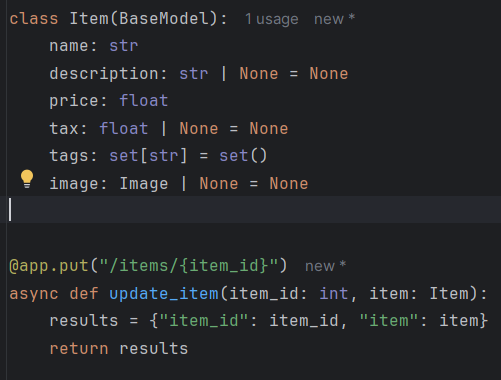 class Item(BaseModel): 1 usage new *
    name: str
    description: str | None = None
    price: float
    tax: float | None = None
    tags: set[str] = set()
    image: Image | None = None
@app.put("/items/{item_id}") new *
async def update_item(item_id: int, item: Item):
    results = {"item_id": item_id, "item": item}
    return results